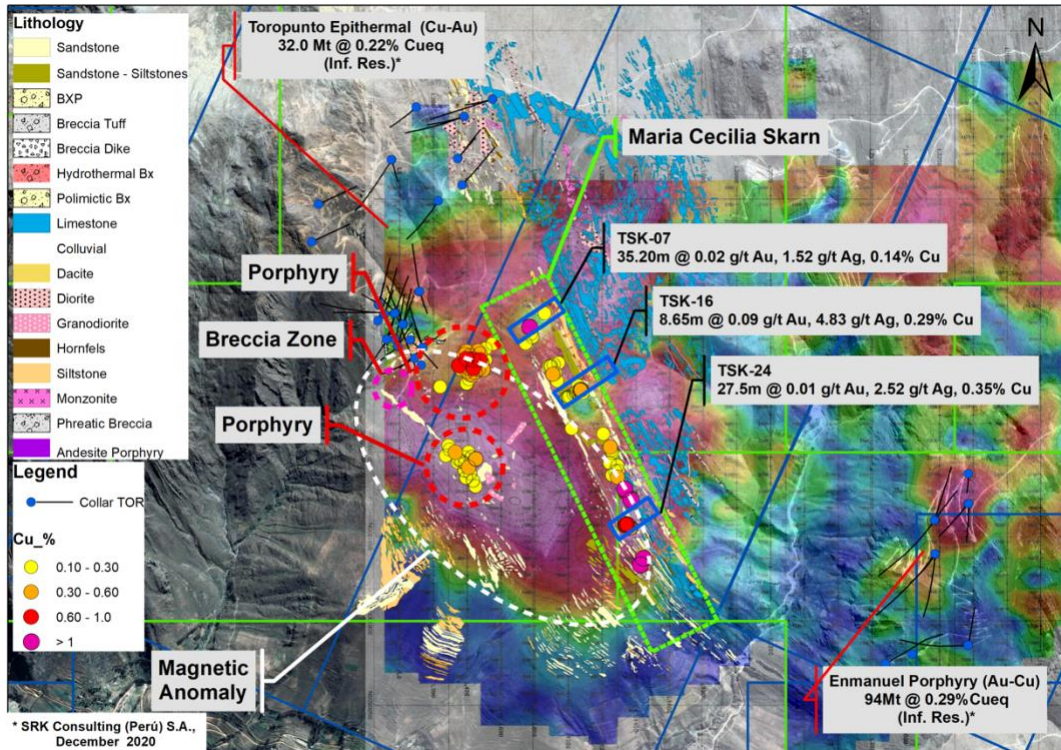 Lithology
Sandstone
Sandstone - Siltstones
BXP
Breccia Tuff
Breccia Dike
Hydrothermal Bx
Polimictic Bx
Limestone
Colluvial
Dacite
Diorite
Granodiorite
Hornfels
Siltstone
Monzonite
Phreatic Breccia
Andesite Porphyry
Legend
Collar TOR
Cu_%
0.10 - 0.30
0.30 - 0.60
0.60 - 1.0
> 1
* SRK Consulting (Perú) S.A.,
December 2020
Toropunto Epithermal (Cu-Au)
32.0 Mt @ 0.22% Cueq
(Inf. Res.)*
N
Maria Cecilia Skarn
TSK-07
35.20m @ 0.02 g/t Au, 1.52 g/t Ag, 0.14% Cu
Porphyry
TSK-16
8.65m @ 0.09 g/t Au, 4.83 g/t Ag, 0.29% Cu
Breccia Zone
TSK-24
27.5m @ 0.01 g/t Au, 2.52 g/t Ag, 0.35% Cu
Porphyry
Magnetic
Anomaly
Enmanuel Porphyry (Au-Cu)
94Mt @ 0.29%Cueq
(Inf. Res.)*